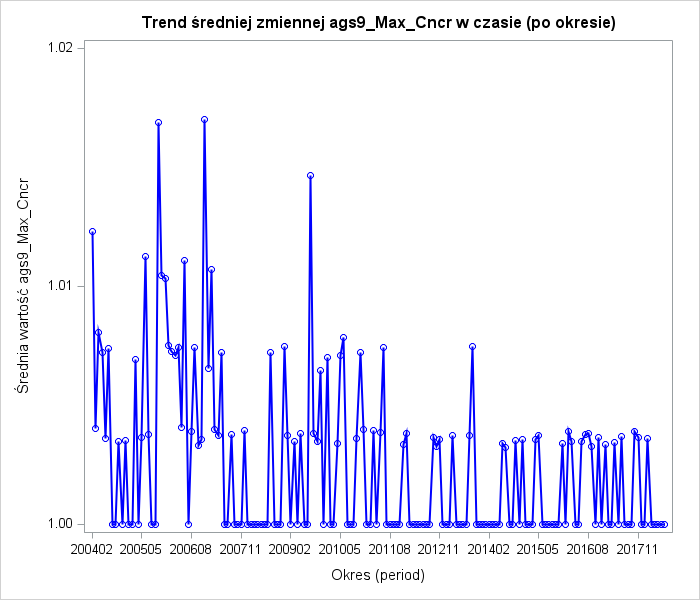 Trend średniej zmiennej ags9_Max_Cncr w czasie (po okresie)
1.02
1.01
1.00
Średnia wartość ags9_Max_Cncr
200402 200505 200608 200711 200902 201005 201108 201211 201402 201505 201608 201711
Okres (period)